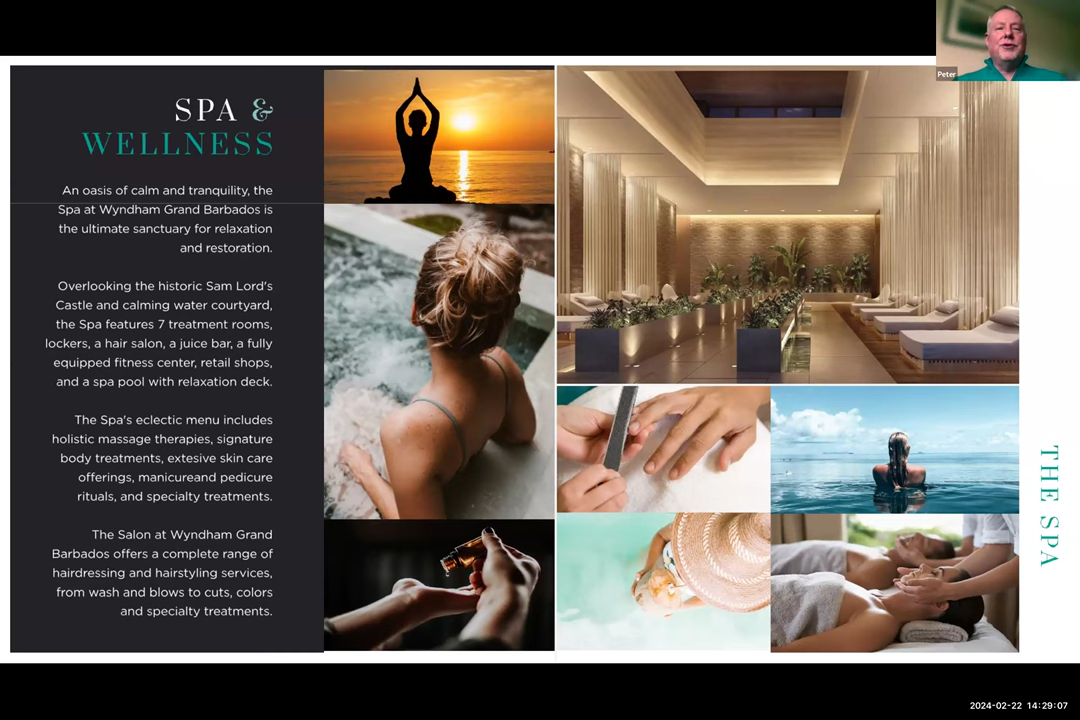 SPA &
WELLNESS
An oasis of calm and tranquility, the
Spa at Wyndham Grand Barbados is
the ultimate sanctuary for relaxation
and restoration.
Overlooking the historic Sam Lord's
Castle and calming water courtyard,
the Spa features 7 treatment rooms,
lockers, a hair salon, a juice bar, a fully
equipped fitness center, retail shops,
and a spa pool with relaxation deck.
The Spa's eclectic menu includes
holistic massage therapies, signature
body treatments, extesive skin care
offerings, manicureand pedicure
rituals, and specialty treatments.
The Salon at Wyndham Grand
Barbados offers a complete range of
hairdressing and hairstyling services,
from wash and blows to cuts, colors
and specialty treatments.
Peter
THE SPA
2024-02-22 14:29:07